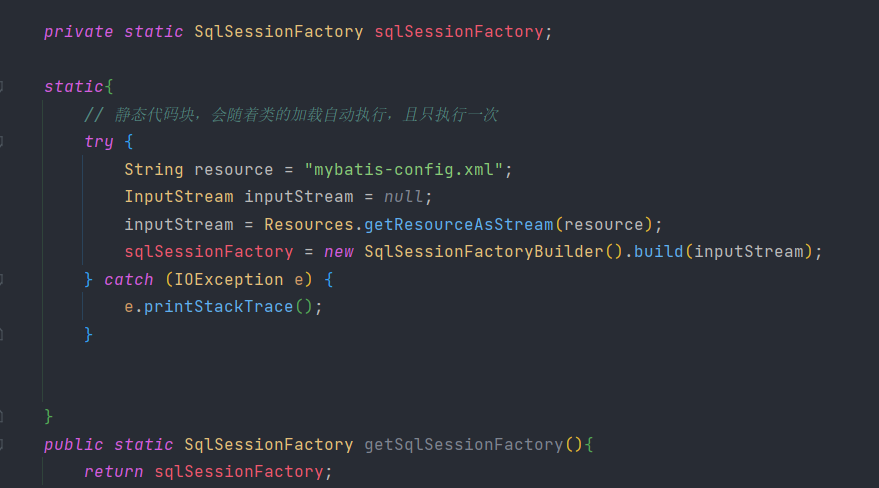 private static SqlSessionFactory sqlSessionFactory;
static{
// 静态代码块，会随着类的加载自动执行，且只执行一次
try {
String resource = "mybatis-config.xml";
InputStream inputStream = null;
inputStream = Resources.getResourceAsStream(resource);
sqlSessionFactory = new SqlSessionFactoryBuilder().build(inputStream);
} catch (IOException e) {
e.printStackTrace();
}
}
public static SqlSessionFactory getSqlSessionFactory(){
return sqlSessionFactory;